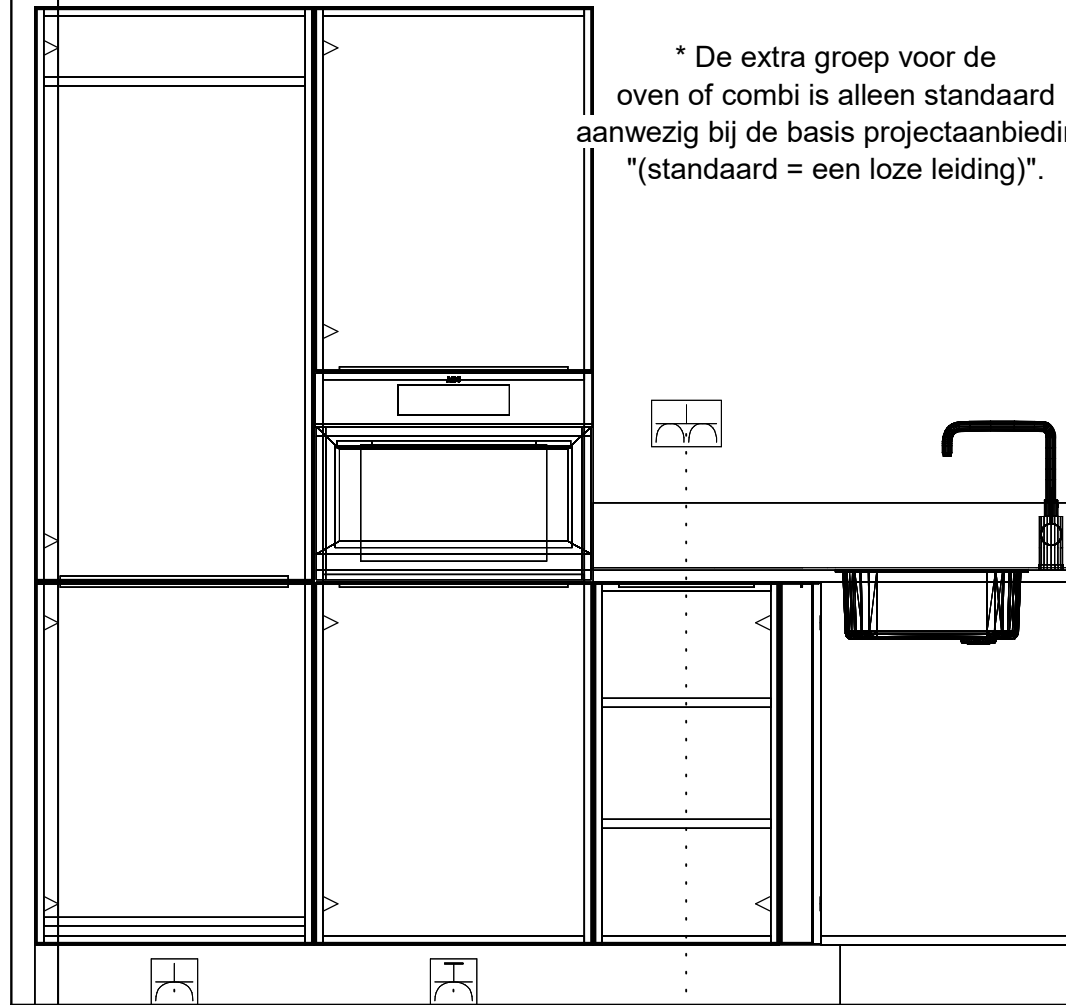 * De extra groep voor de
oven of combi is alleen standaard
aanwezig bij de basis projectaanbiedin
"(standaard = een loze leiding)".